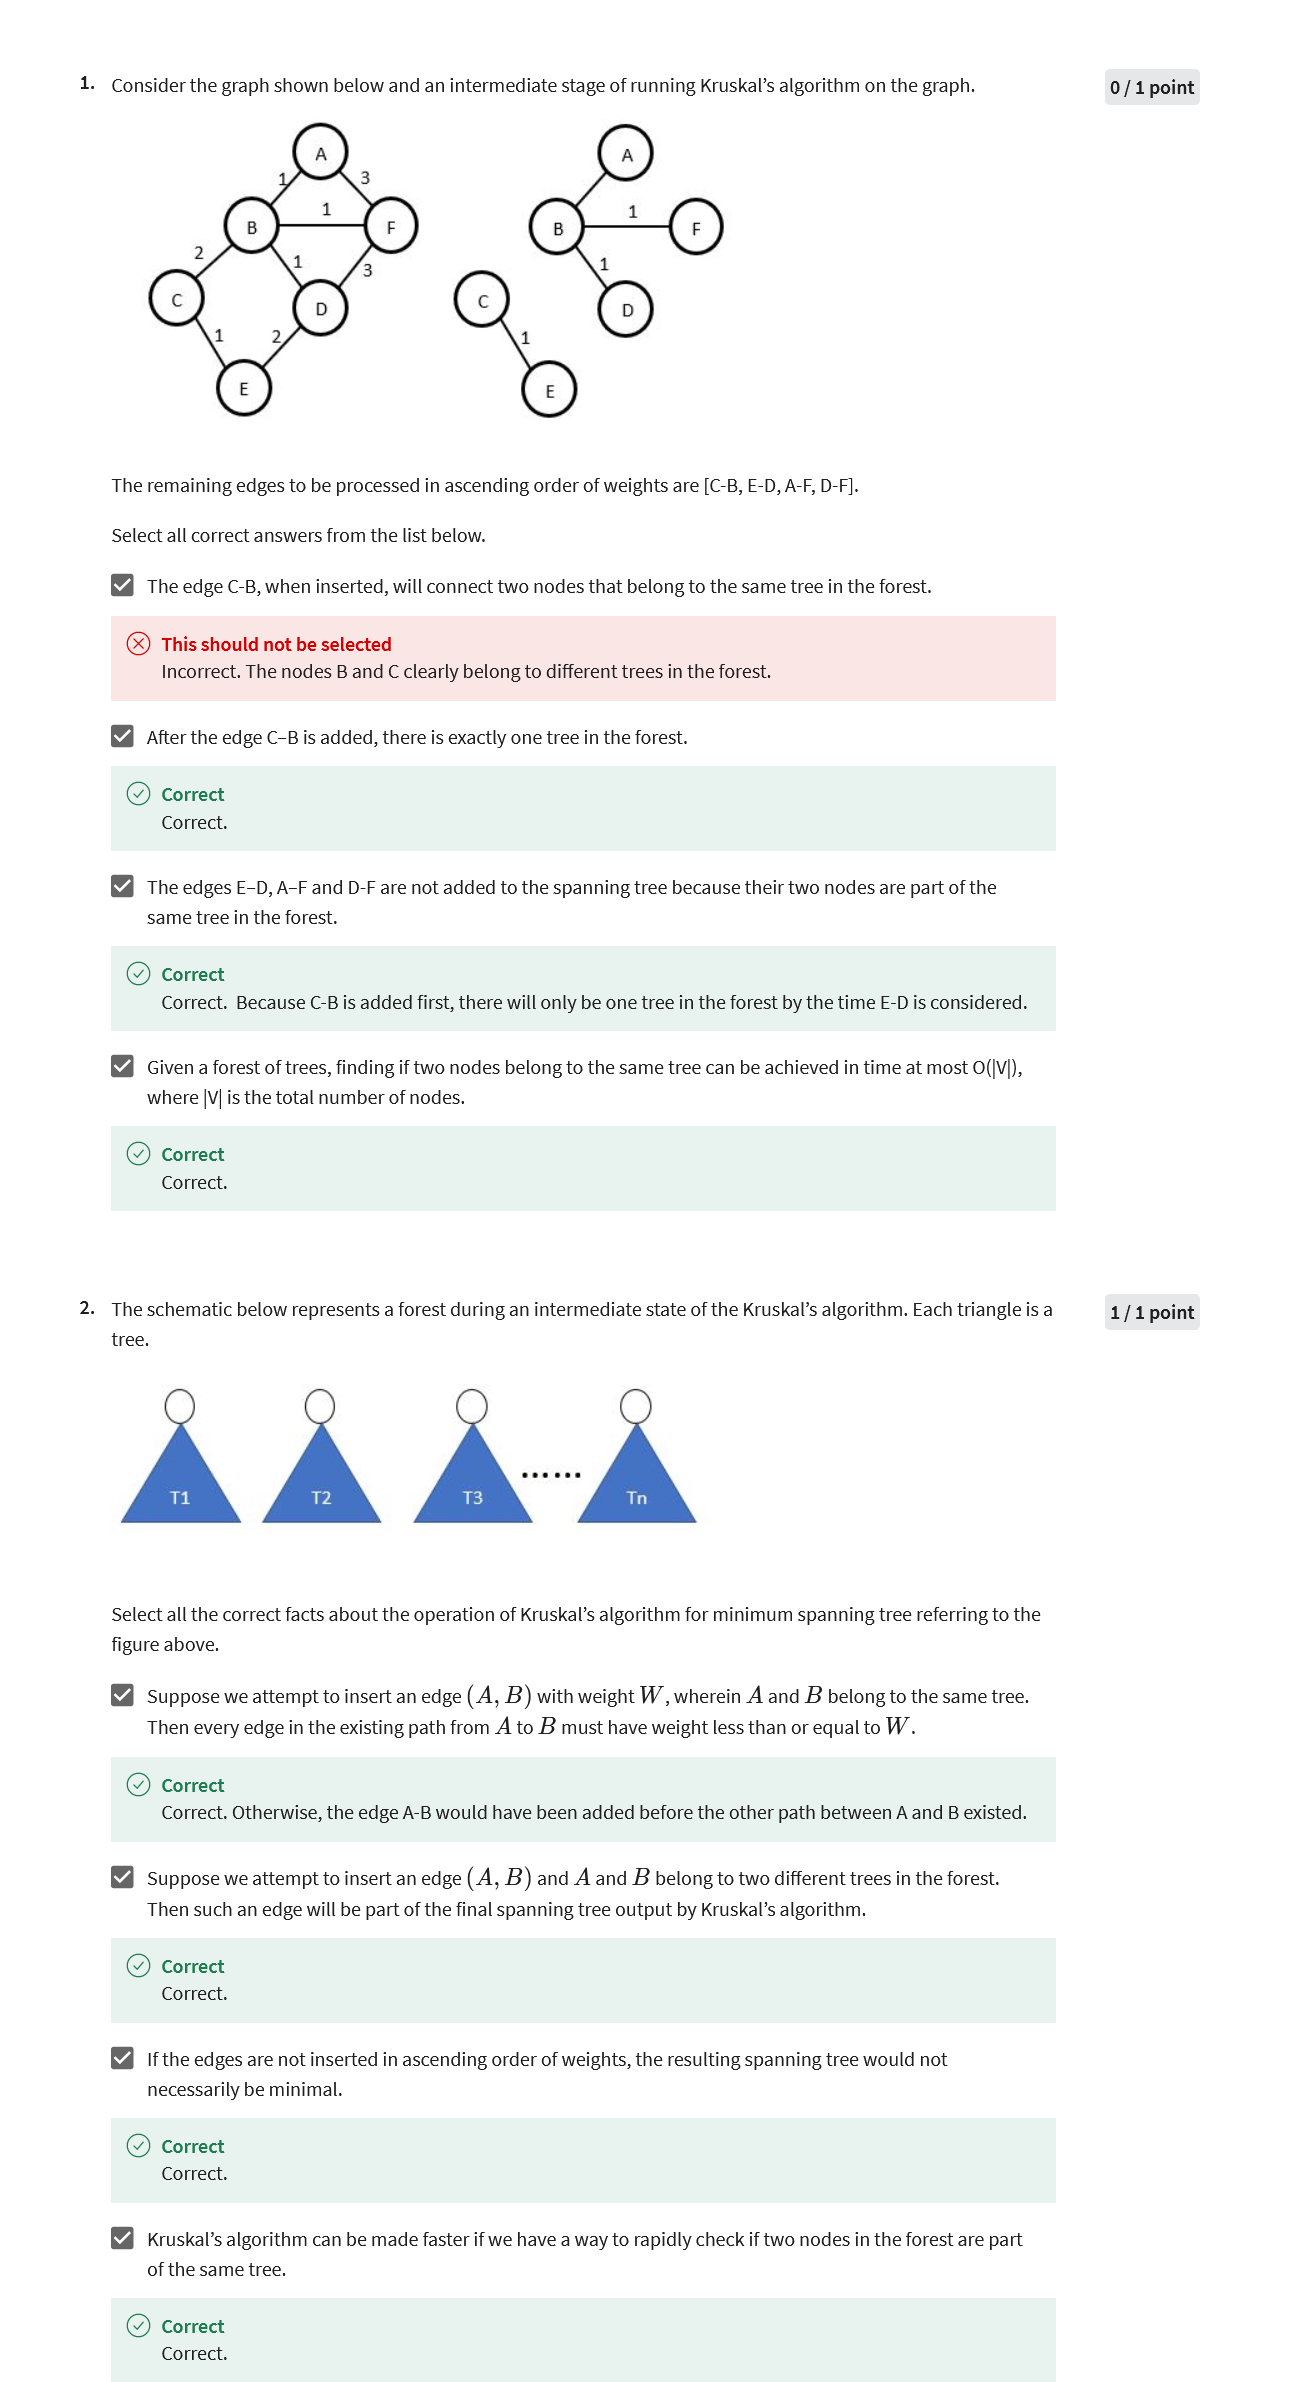 1. Consider the graph shown below and an intermediate stage of running Kruskal's algorithm on the graph.
0 / 1 point
A
1
3
B
1
F
2
1
3
C
D
1
2
E
A
B
1
F
1
C
D
1
E
The remaining edges to be processed in ascending order of weights are [C-B, E-D, A-F, D-F].
Select all correct answers from the list below.
The edge C-B, when inserted, will connect two nodes that belong to the same tree in the forest.
This should not be selected
Incorrect. The nodes B and C clearly belong to different trees in the forest.
After the edge C–B is added, there is exactly one tree in the forest.
Correct
Correct.
The edges E–D, A–F and D-F are not added to the spanning tree because their two nodes are part of the
same tree in the forest.
Correct
Correct.  Because C-B is added first, there will only be one tree in the forest by the time E-D is considered.
Given a forest of trees, finding if two nodes belong to the same tree can be achieved in time at most O(|V|),
where |V| is the total number of nodes.
Correct
Correct.
2. The schematic below represents a forest during an intermediate state of the Kruskal's algorithm. Each triangle is a
tree.
1 / 1 point
T1 T2 T3 ...... Tn
Select all the correct facts about the operation of Kruskal's algorithm for minimum spanning tree referring to the
figure above.
Suppose we attempt to insert an edge (A, B) with weight W, wherein A and B belong to the same tree.
Then every edge in the existing path from A to B must have weight less than or equal to W.
Correct
Correct. Otherwise, the edge A-B would have been added before the other path between A and B existed.
Suppose we attempt to insert an edge (A, B) and A and B belong to two different trees in the forest.
Then such an edge will be part of the final spanning tree output by Kruskal's algorithm.
Correct
Correct.
If the edges are not inserted in ascending order of weights, the resulting spanning tree would not
necessarily be minimal.
Correct
Correct.
Kruskal's algorithm can be made faster if we have a way to rapidly check if two nodes in the forest are part
of the same tree.
Correct
Correct.